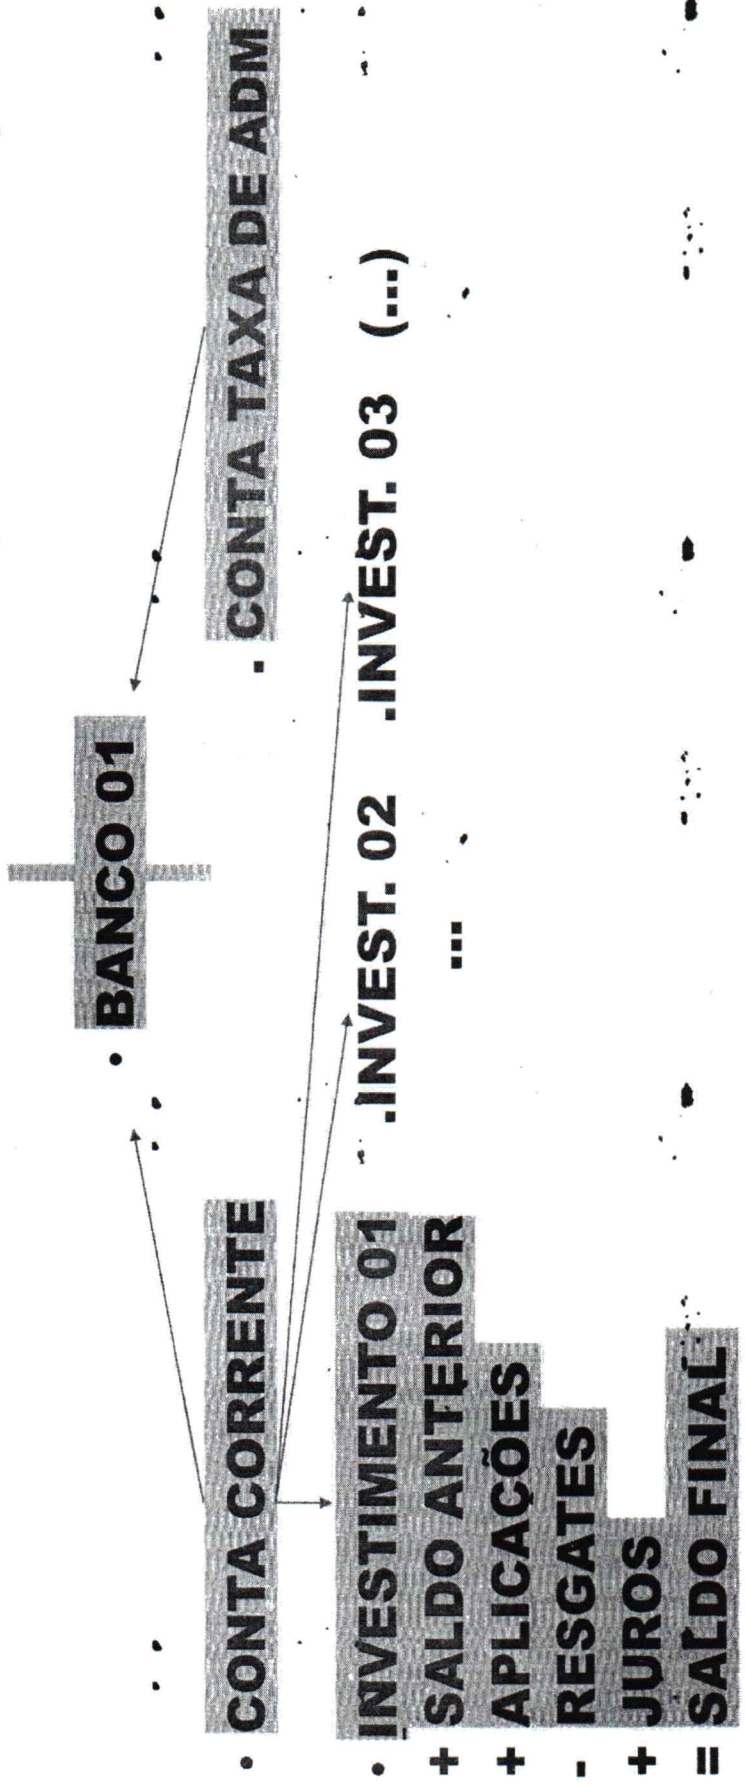 • BANCO 01
• CONTA CORRENTE
. CONTA TAXA DE ADM
. INVESTIMENTO 01
.INVEST. 02
.INVEST. 03
(...)
+ SALDO ANTERIOR
...
+ APLICAÇÕES
- RESGATES
+ JUROS
= SALDO FINAL